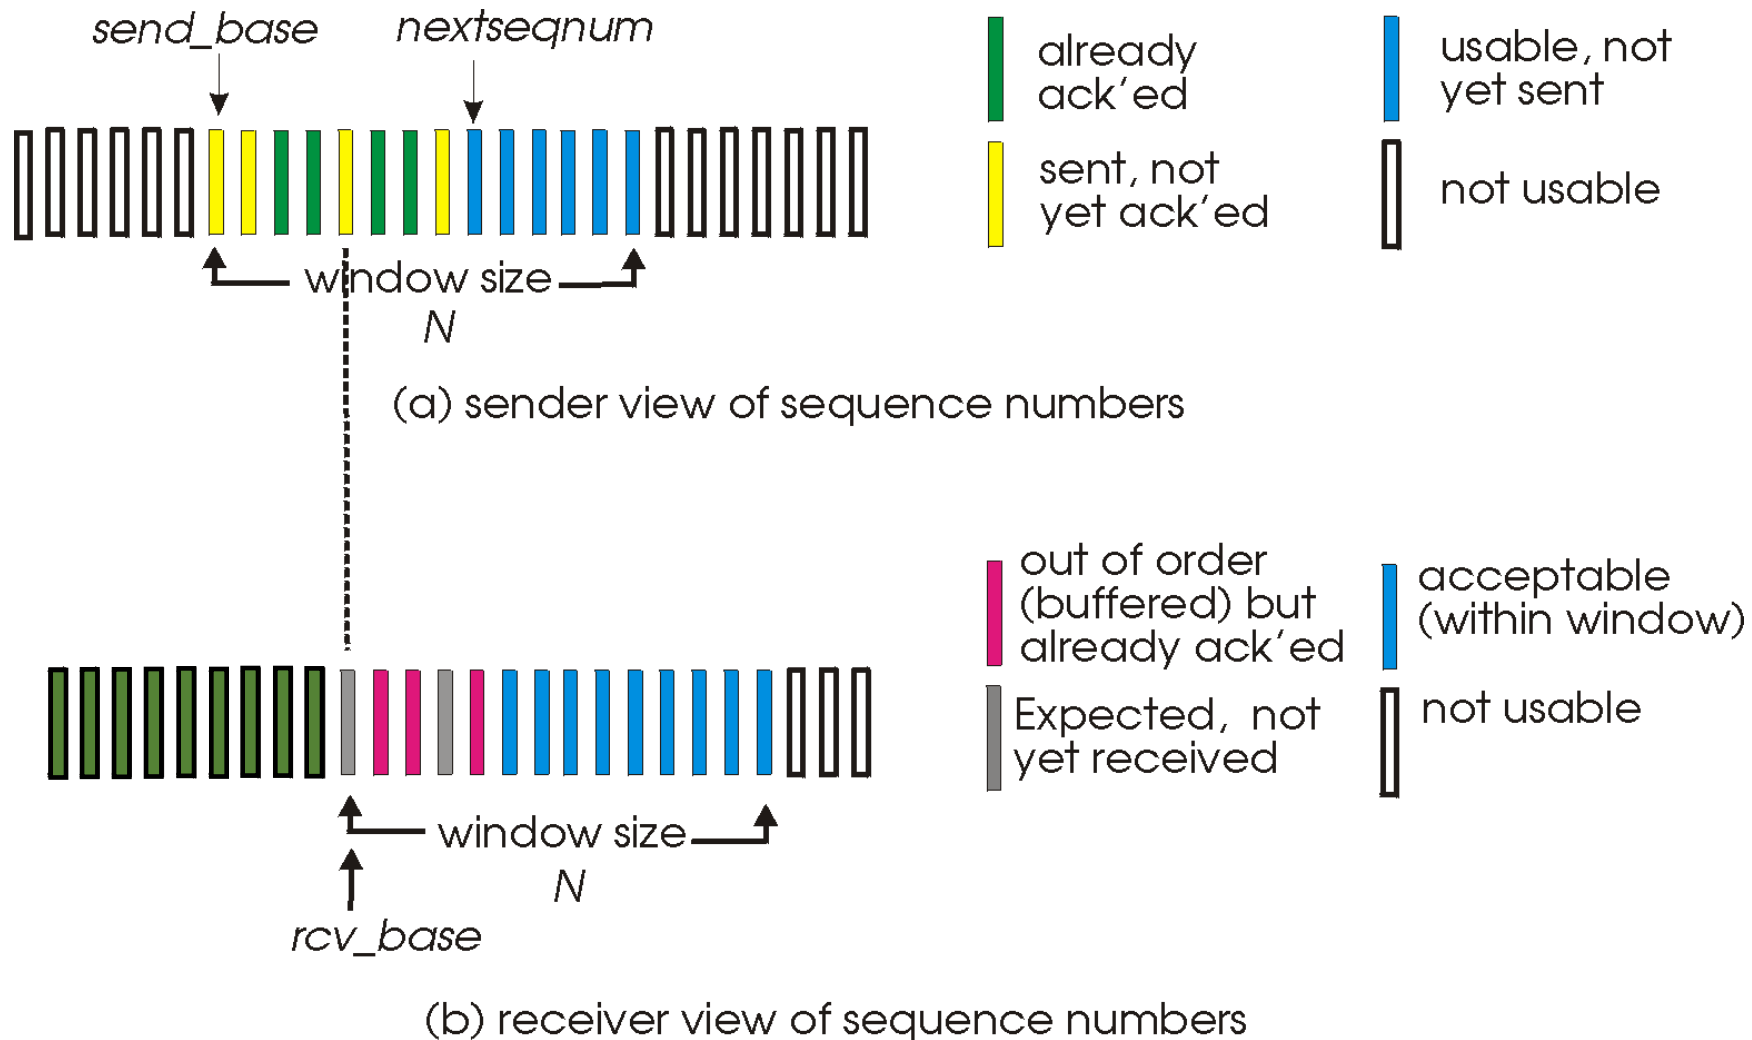 send_base
nextseqnum
already
ack'ed
usable, not
yet sent
sent, not
yet ack'ed
not usable
window size
N
(a) sender view of sequence numbers
out of order
(buffered) but
already ack'ed
acceptable
(within window)
Expected, not
yet received
not usable
window size
N
rcv_base
(b) receiver view of sequence numbers